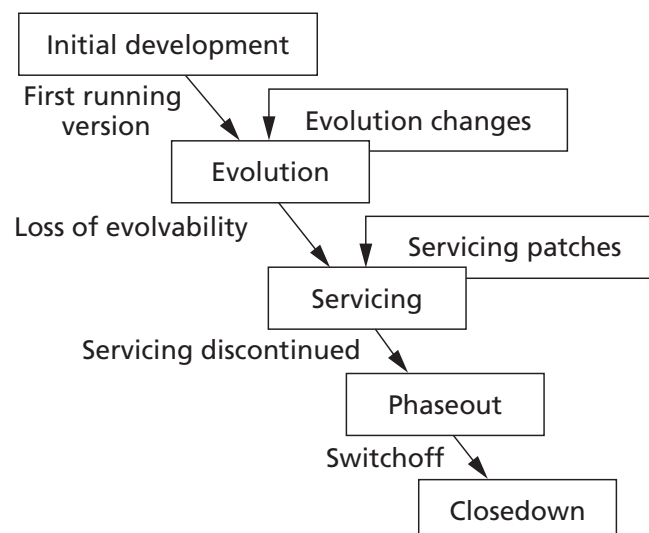 Initial development
First running
version
Evolution changes
Evolution
Loss of evolvability
Servicing patches
Servicing
Servicing discontinued
Phaseout
Switchoff
Closedown